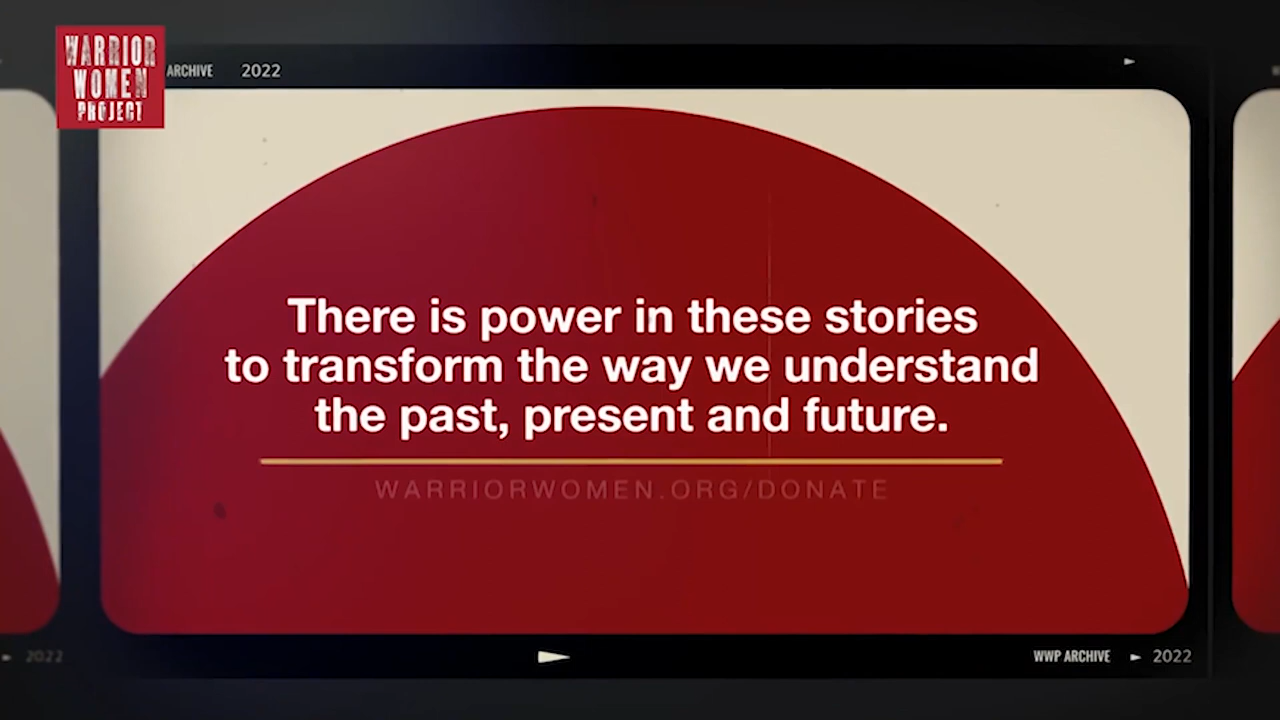 WARRIOR
WOMEN
PROJECT
ARCHIVE 2022
There is power in these stories
to transform the way we understand
the past, present and future.
WARRIORWOMEN.ORG/DONATE
2022
WWP ARCHIVE 2022